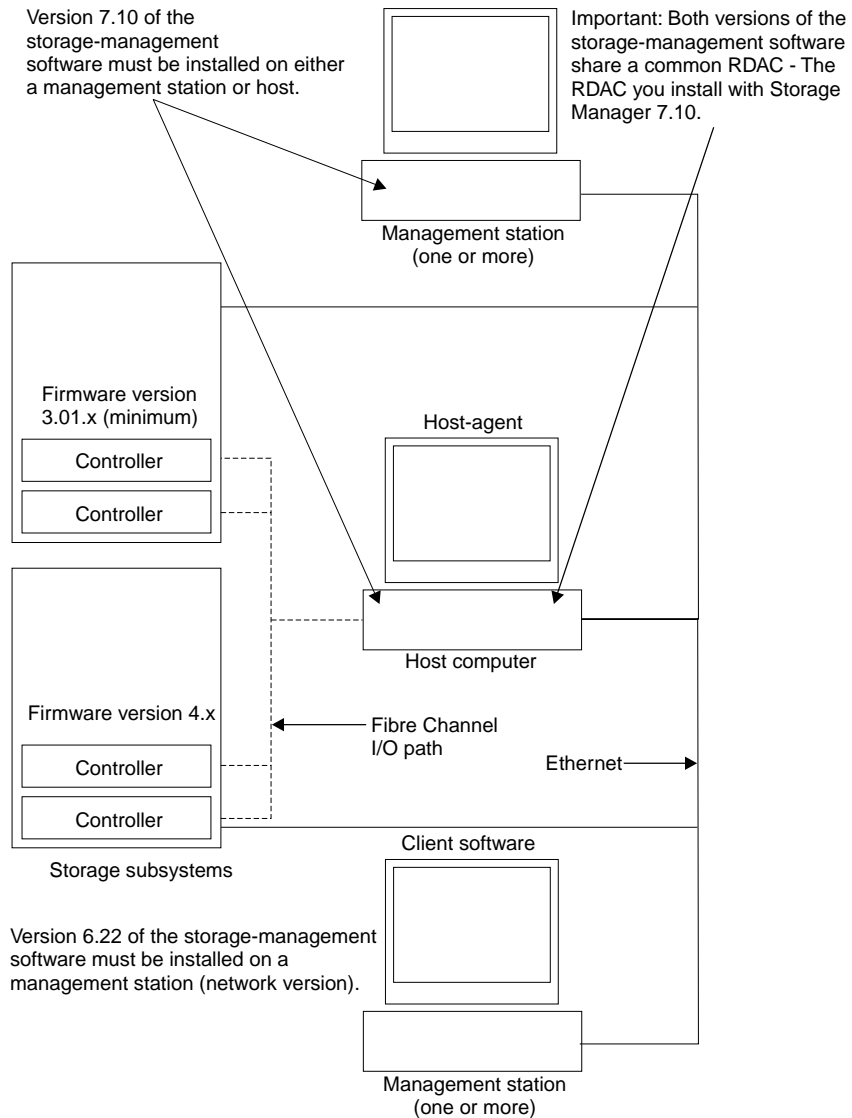 Version 7.10 of the
storage-management
software must be installed on either
a management station or host.
Important: Both versions of the
storage-management software
share a common RDAC - The
RDAC you install with Storage
Manager 7.10.
Management station
(one or more)
Firmware version
3.01.x (minimum)
Controller
Controller
Host-agent
Host computer
Firmware version 4.x
Controller
Controller
Storage subsystems
Fibre Channel
I/O path
Ethernet
Client software
Version 6.22 of the storage-management
software must be installed on a
management station (network version).
Management station
(one or more)